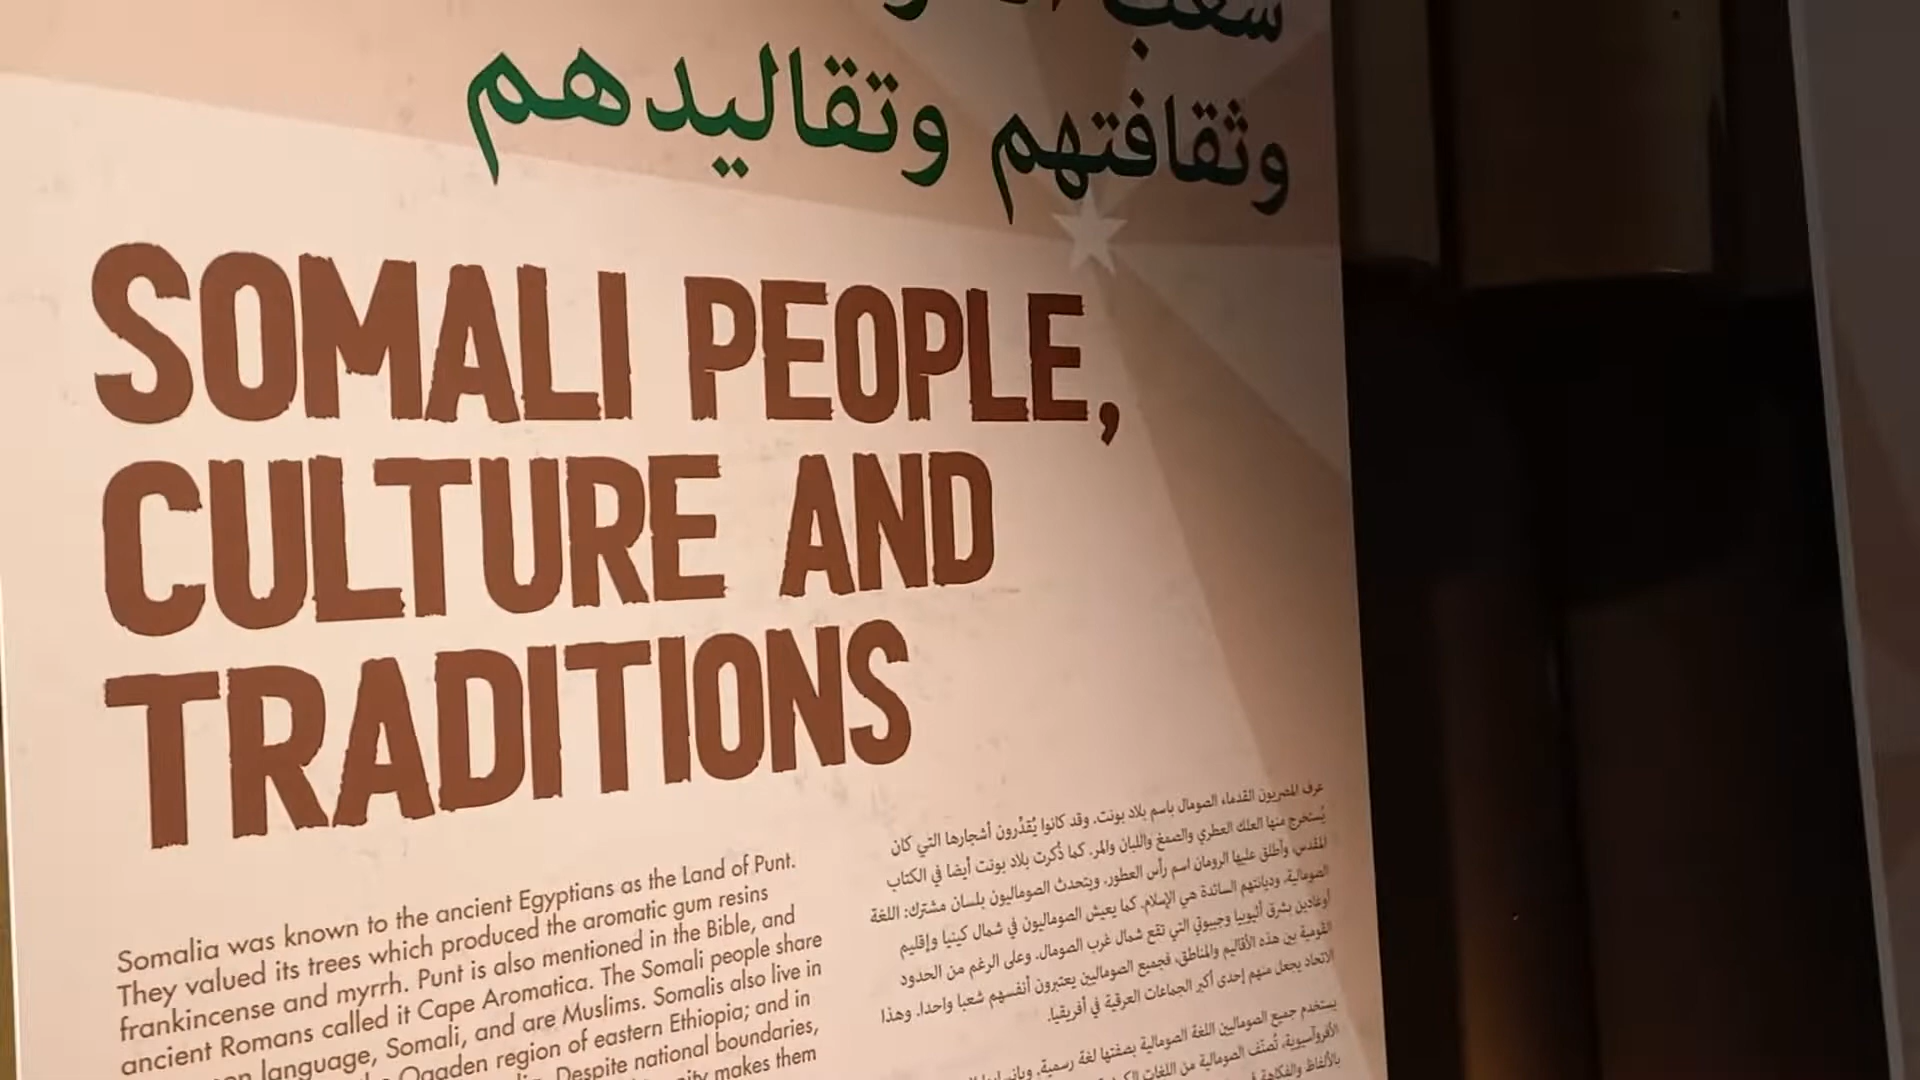 شعب
وثقافتهم وتقاليدهم
SOMALI PEOPLE,
CULTURE AND
TRADITIONS
Somalia was known to the ancient Egyptians as the Land of Punt.
They valued its trees which produced the aromatic gum resins
frankincense and myrrh. Punt is also mentioned in the Bible, and
ancient Romans called it Cape Aromatica. The Somali people share
language, Somali, and are Muslims. Somalis also live in
Ogaden region of eastern Ethiopia; and in
Despite national boundaries,
makes them
عرف المصريون القدماء الصومال باسم بلاد بونت. وقد كانوا يُقدِّرون أشجارها التي كان
يُستخرج منها العلك العطري والصمغ واللبان والمر. كما ذُكرت بلاد بونت أيضا في الكتاب
المقدس، وأطلق عليها الرومان اسم رأس العطور. ويتحدث الصوماليون بلسان مشترك: اللغة
الصومالية، وديانتهم السائدة هي الإسلام. كما يعيش الصوماليون في شمال كينيا وإقليم
أوغادين بشرق أثيوبيا وجيبوتي التي تقع شمال غرب الصومال. وعلى الرغم من الحدود
القومية بين هذه الأقاليم والمناطق، فجميع الصوماليين يعتبرون أنفسهم شعبا واحدا. وهذا
الاتحاد يجعل منهم إحدى أكبر الجماعات العرقية في أفريقيا.
يستخدم جميع الصوماليين اللغة الصومالية بصفتها لغة رسمية.
الأفروآسيوية، تُصنّف الصومالية من اللغات
بالألفاظ والفكاهة